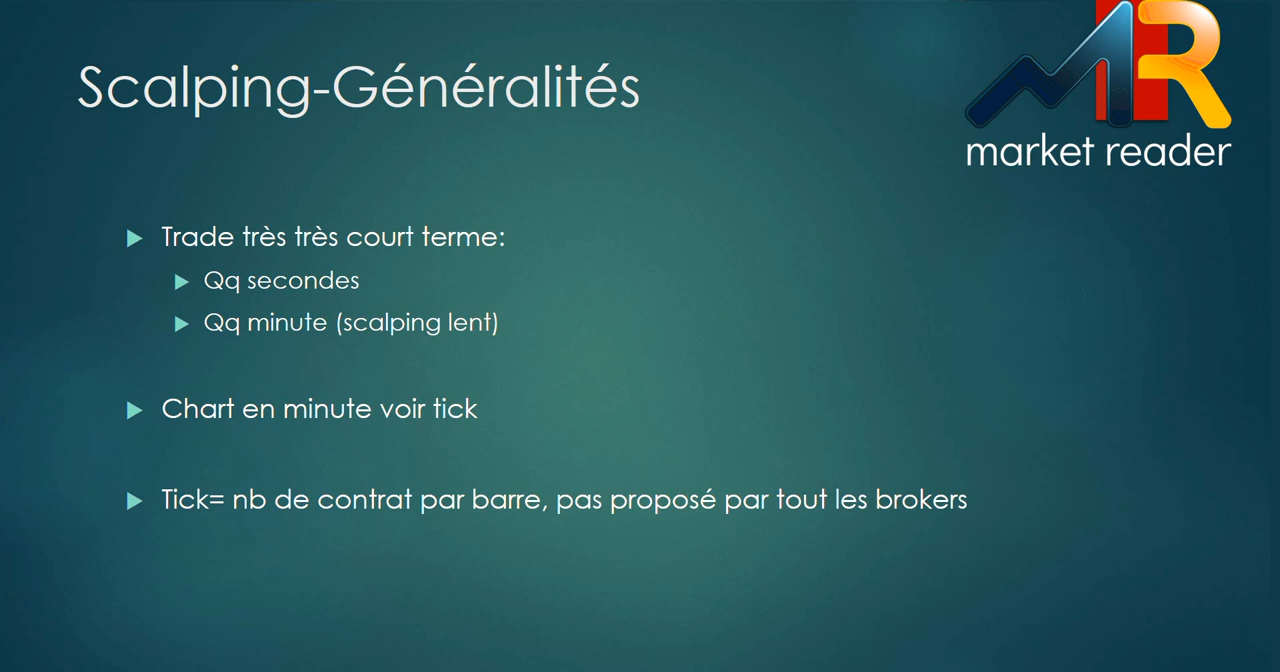 Scalping-Généralités
MR
market reader
Trade très très court terme:
Qq secondes
Qq minute (scalping lent)
Chart en minute voir tick
Tick= nb de contrat par barre, pas proposé par tout les brokers